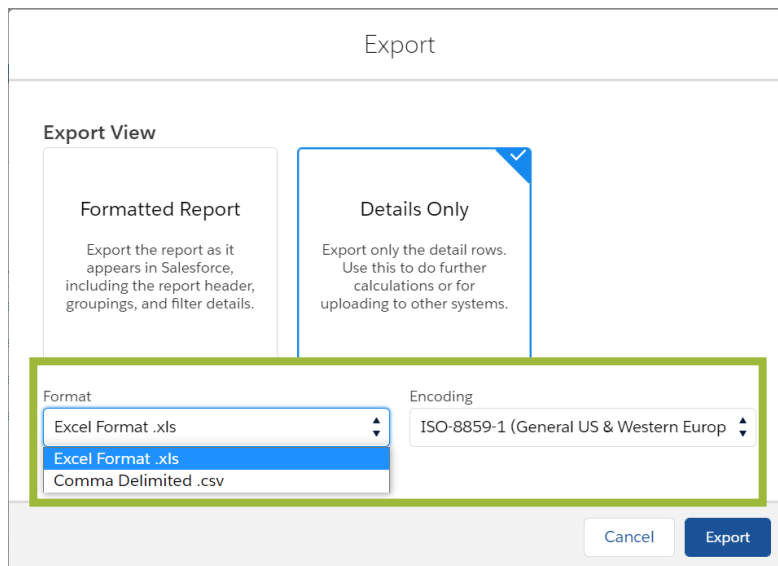 Export
Export View
Formatted Report
Export the report as it
appears in Salesforce,
including the report header,
groupings, and filter details.
Details Only
Export only the detail rows.
Use this to do further
calculations or for
uploading to other systems.
Format
Excel Format .xls
Excel Format .xls
Comma Delimited .csv
Encoding
ISO-8859-1 (General US & Western Europ
Cancel
Export